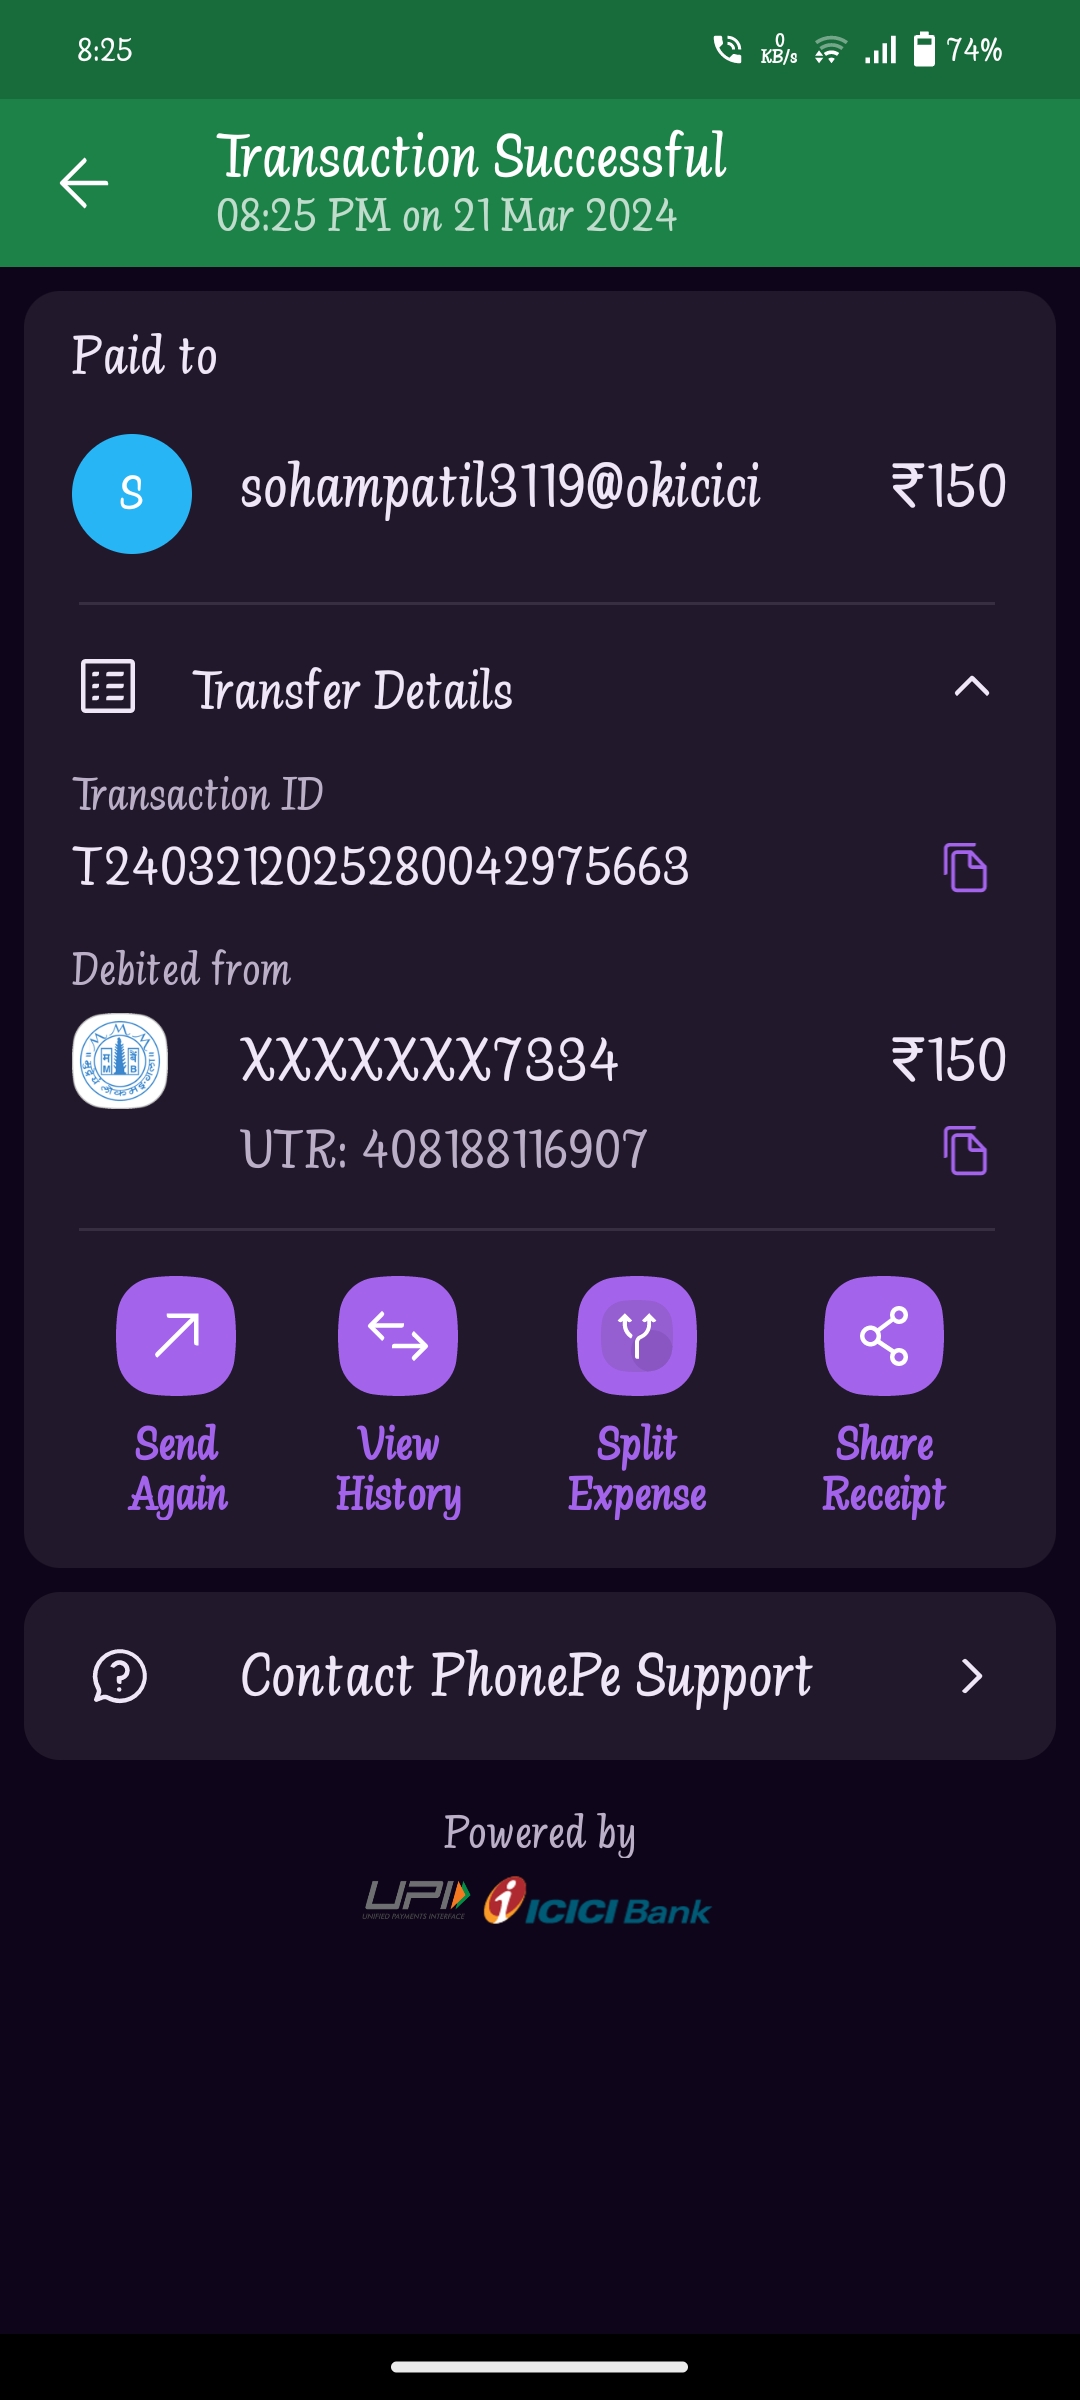 8:25
0
KB/s
74%
Transaction Successful
08:25 PM on 21 Mar 2024
Paid to
S
sohampatil3119@okicici
₹150
Transfer Details
Transaction ID
T2403212025280042975663
Debited from
XXXXXXX7334
₹150
UTR: 408188116907
Send Again
View History
Split Expense
Share Receipt
Contact PhonePe Support
Powered by
UPI
UNIFIED PAYMENTS INTERFACE
ICICI Bank